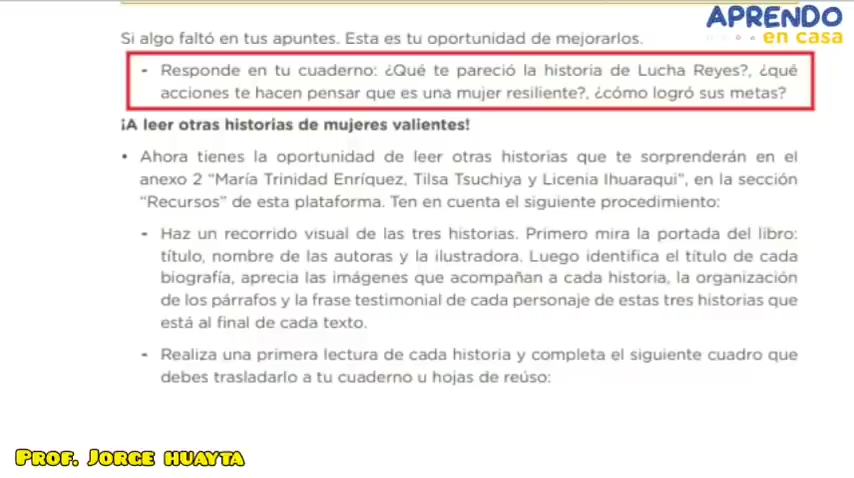 APRENDO
en casa
Si algo faltó en tus apuntes. Esta es tu oportunidad de mejorarlos.
- Responde en tu cuaderno: ¿Qué te pareció la historia de Lucha Reyes?, ¿qué
acciones te hacen pensar que es una mujer resiliente?, ¿cómo logró sus metas?
¡A leer otras historias de mujeres valientes!
• Ahora tienes la oportunidad de leer otras historias que te sorprenderán en el
anexo 2 “María Trinidad Enríquez, Tilsa Tsuchiya y Licenia Ihuaraqui”, en la sección
“Recursos” de esta plataforma. Ten en cuenta el siguiente procedimiento:
- Haz un recorrido visual de las tres historias. Primero mira la portada del libro:
título, nombre de las autoras y la ilustradora. Luego identifica el título de cada
biografía, aprecia las imágenes que acompañan a cada historia, la organización
de los párrafos y la frase testimonial de cada personaje de estas tres historias que
está al final de cada texto.
- Realiza una primera lectura de cada historia y completa el siguiente cuadro que
debes trasladarlo a tu cuaderno u hojas de reúso:
Prof. Jorge huayta